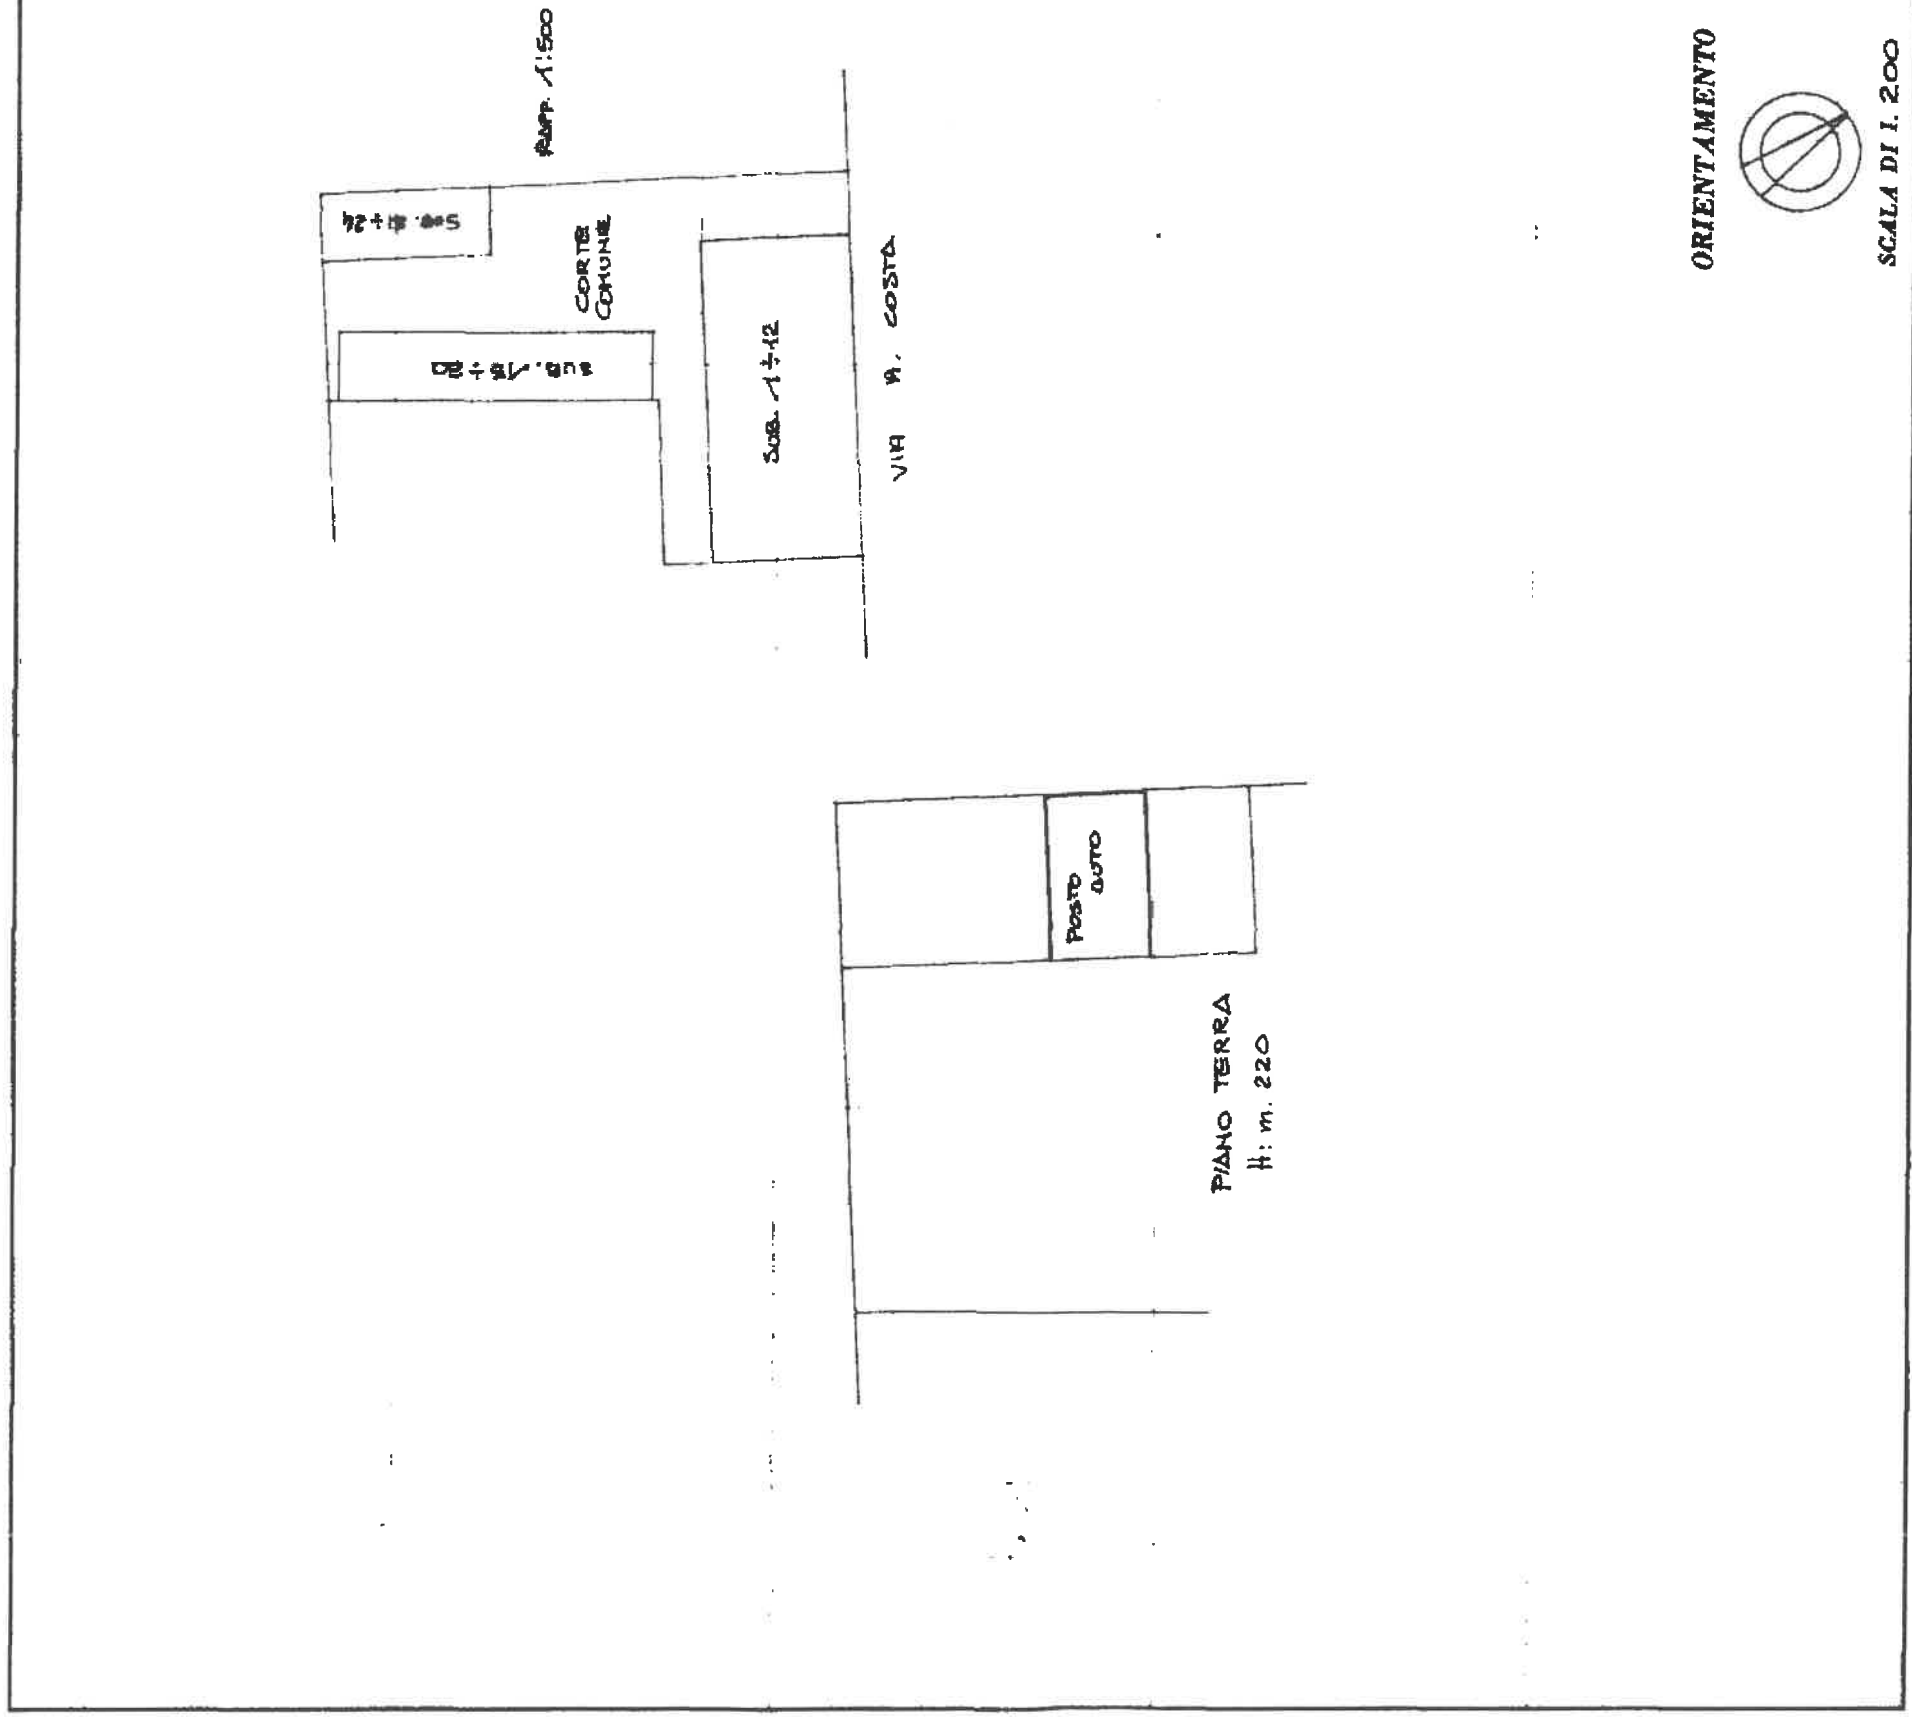 RAPP. 1:500
SUB. 21÷24
CORTE
COMUNE
SUB. 15÷20
SUB. 1÷12
VIA A. COSTA
POSTO
AUTO
PIANO TERRA
H: m. 220
ORIENTAMENTO
SCALA DI 1. 200